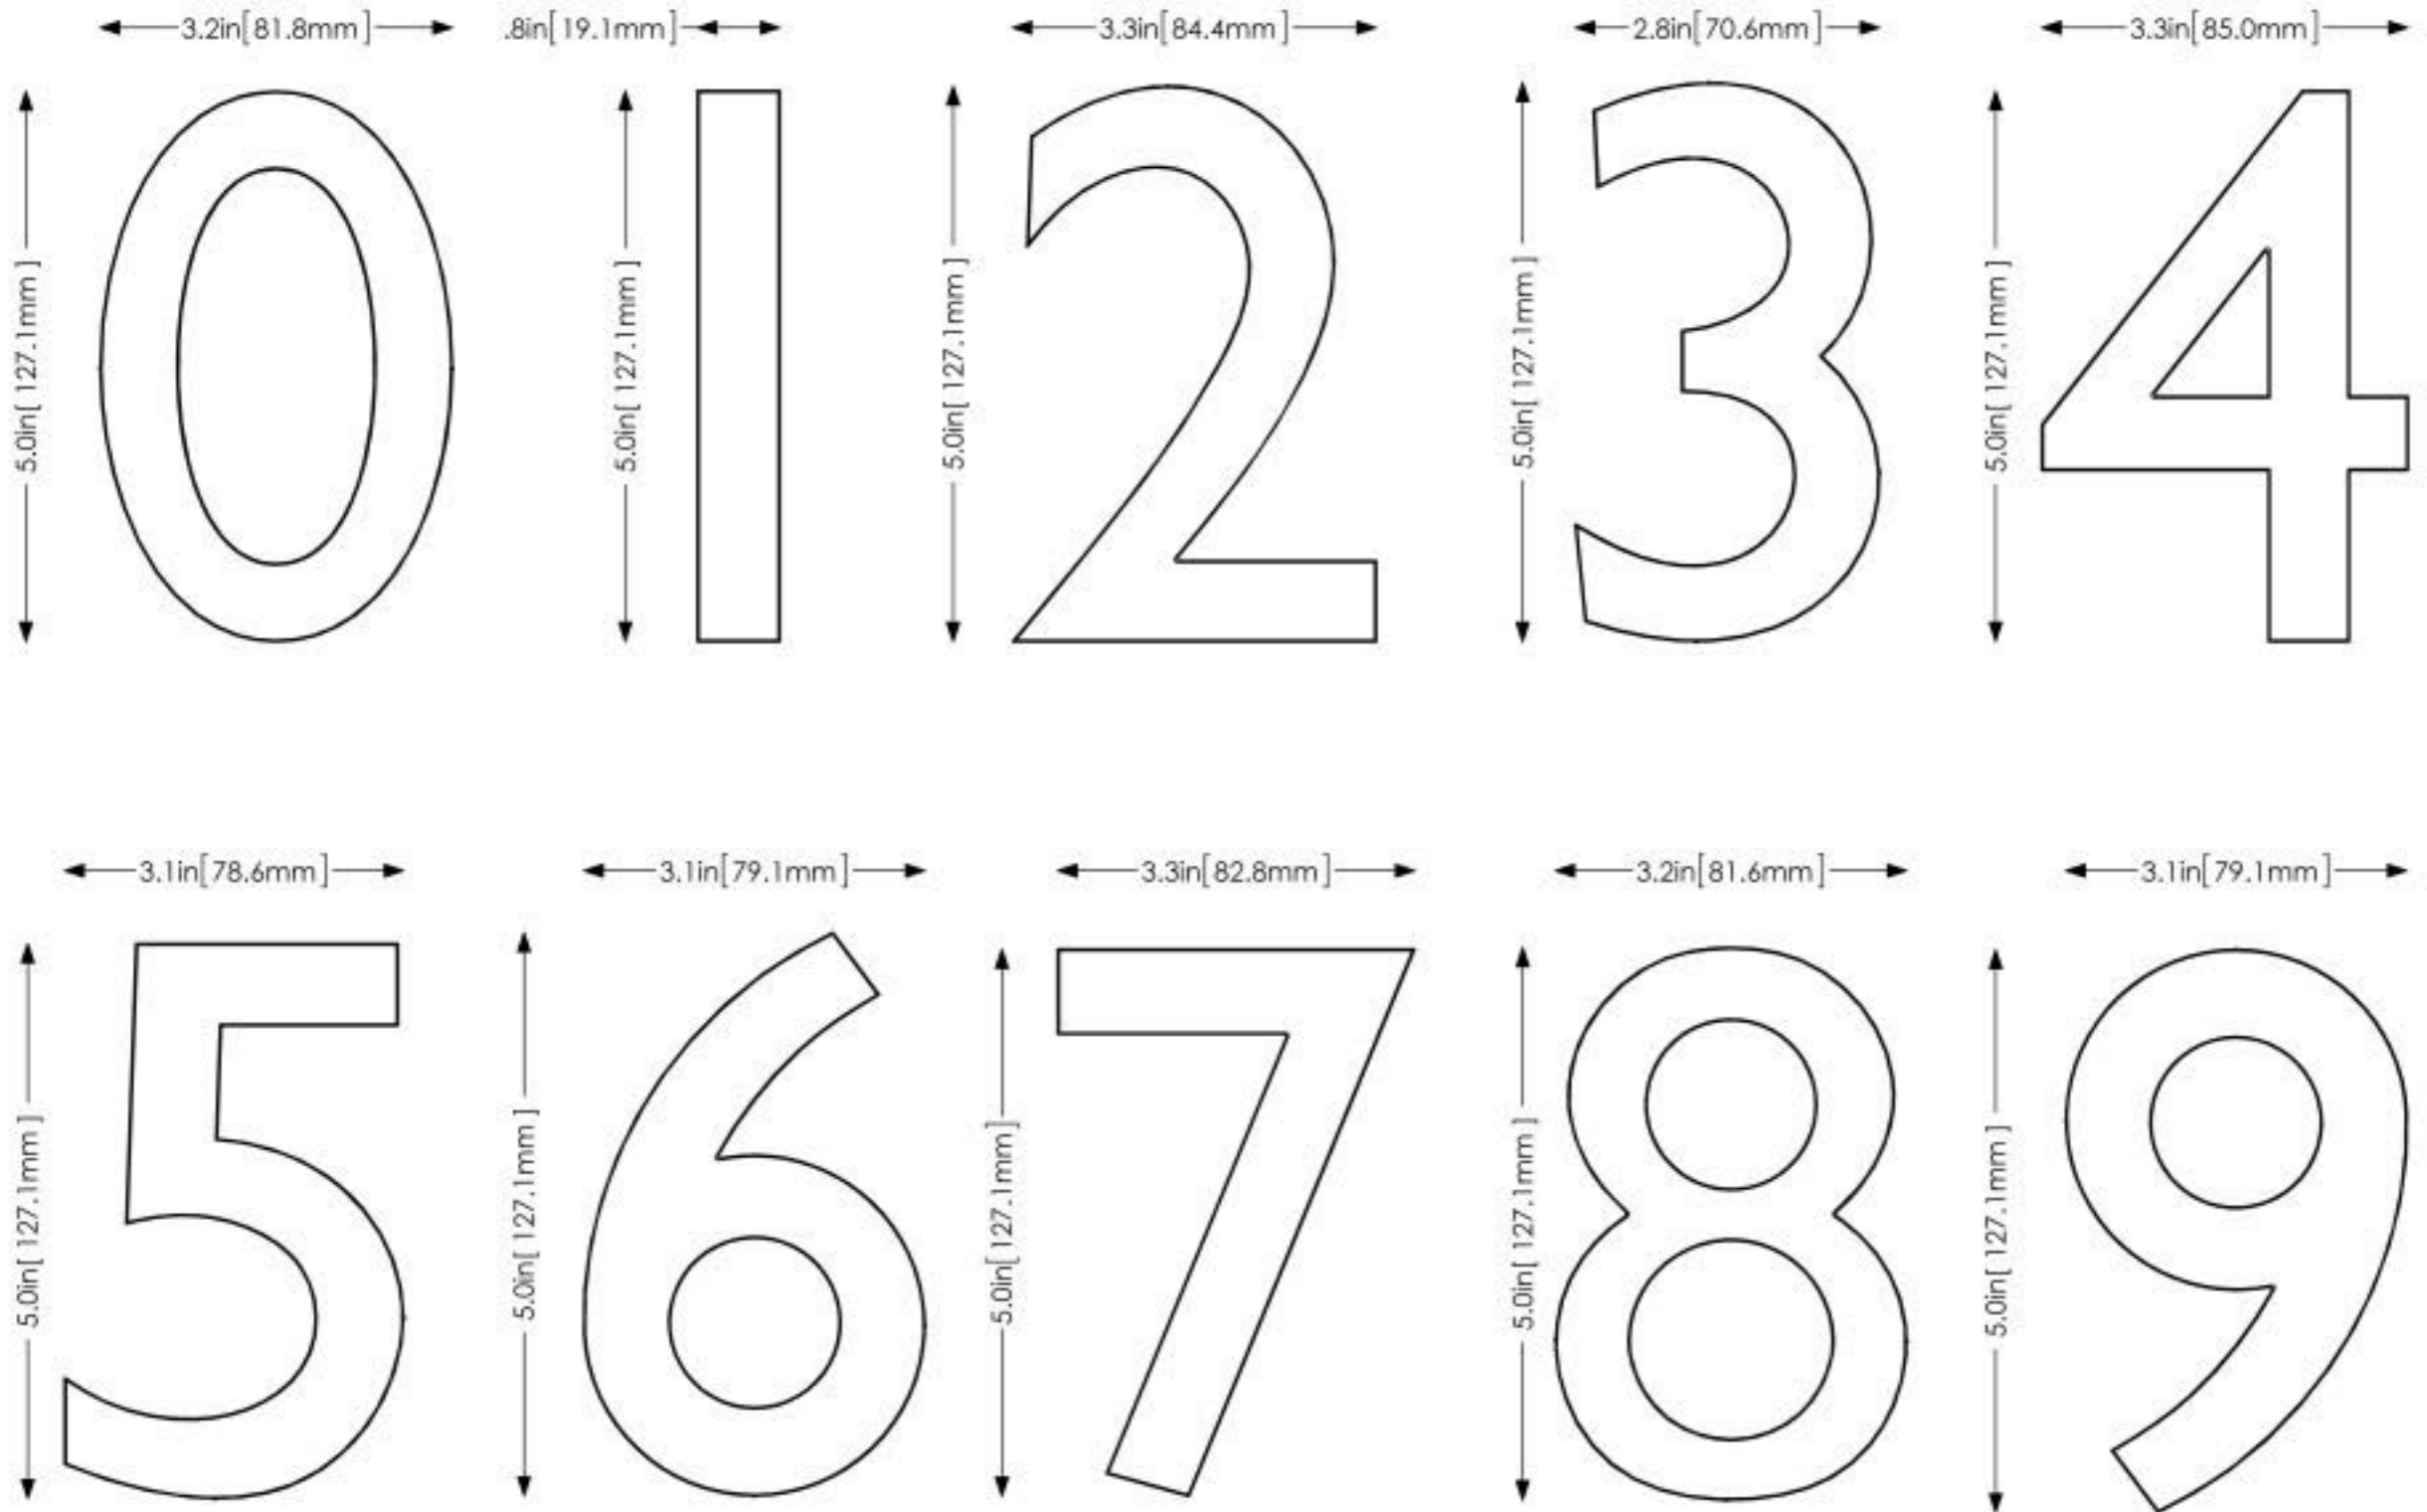 3.2in[81.8mm] .8in[19.1mm] 3.3in[84.4mm] 2.8in[70.6mm] 3.3in[85.0mm]
5.0in[ 127.1mm ] 0 5.0in[ 127.1mm ] 1 5.0in[ 127.1mm ] 2 5.0in[ 127.1mm ] 3 5.0in[ 127.1mm ] 4
3.1in[78.6mm] 3.1in[79.1mm] 3.3in[82.8mm] 3.2in[81.6mm] 3.1in[79.1mm]
5.0in[ 127.1mm ] 5 5.0in[ 127.1mm ] 6 5.0in[ 127.1mm] 7 5.0in[ 127.1mm ] 8 5.0in[ 127.1mm ] 9